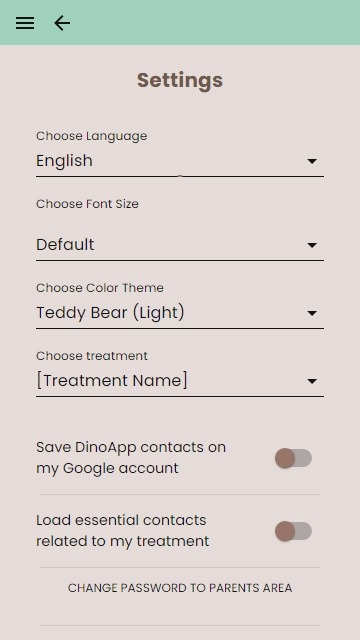 Settings
Choose Language
English
Choose Font Size
Default
Choose Color Theme
Teddy Bear (Light)
Choose treatment
[Treatment Name]
Save DinoApp contacts on
my Google account
Load essential contacts
related to my treatment
CHANGE PASSWORD TO PARENTS AREA